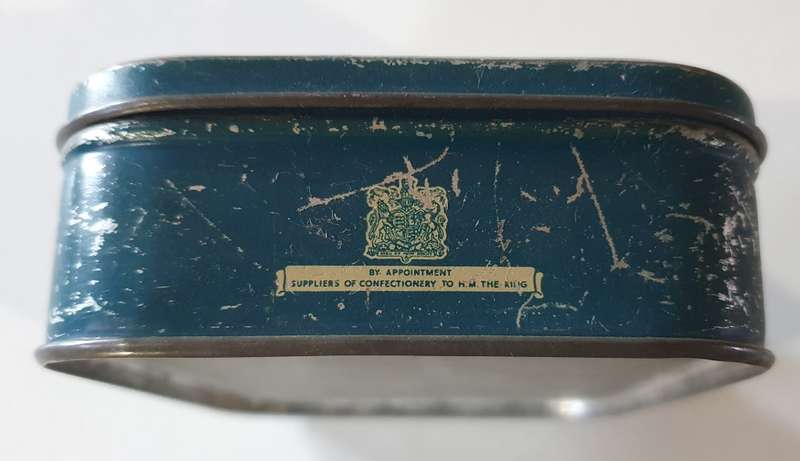 BY APPOINTMENT
SUPPLIERS OF CONFECTIONERY TO H.M. THE KING